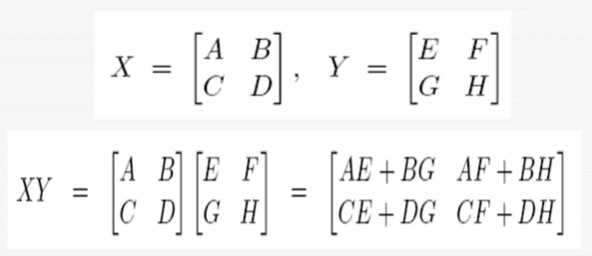 X = [A B C D], Y = [E F G H]
XY = [A B C D] [E F G H] = [AE + BG AF + BH CE + DG CF + DH]